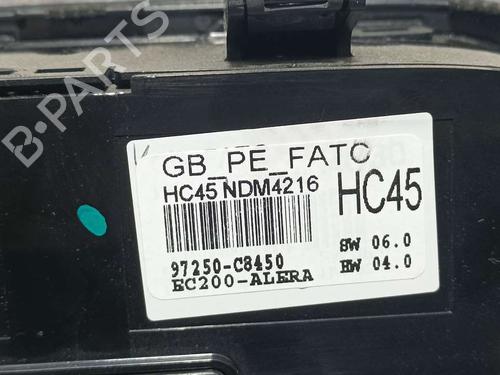 GB_PE_FATC
HC45 NDM4216
HC45
97250-C8450
EC200-ALERA
SW 06.0
HW 04.0
B-PARTS